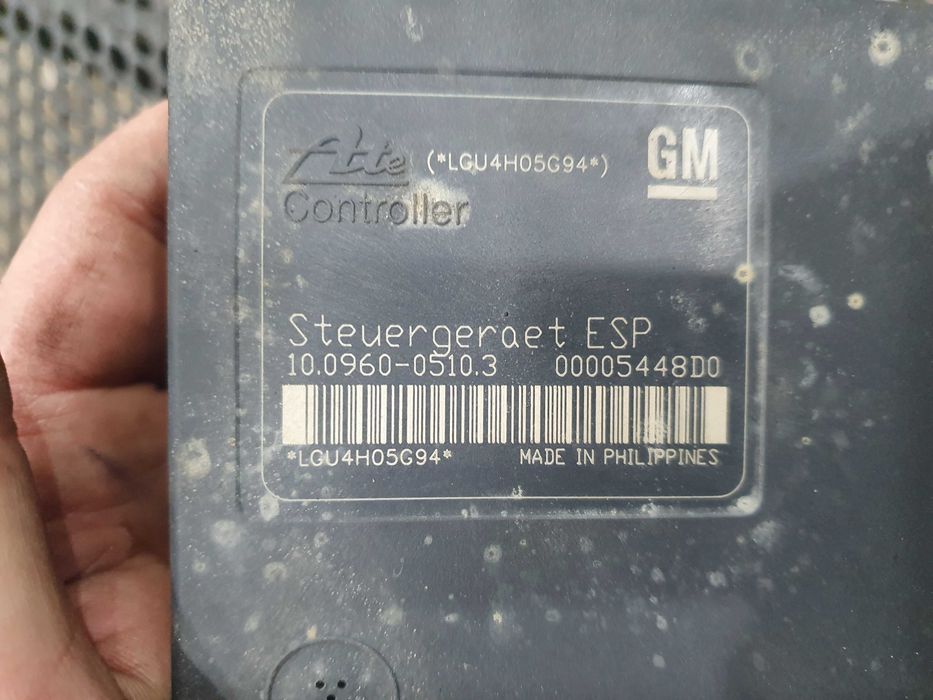 Ate (*LGU4H05G94*) GM
Controller
Steuergeraet ESP
10.0960-0510.3 00005448D0
*LGU4H05G94* MADE IN PHILIPPINES